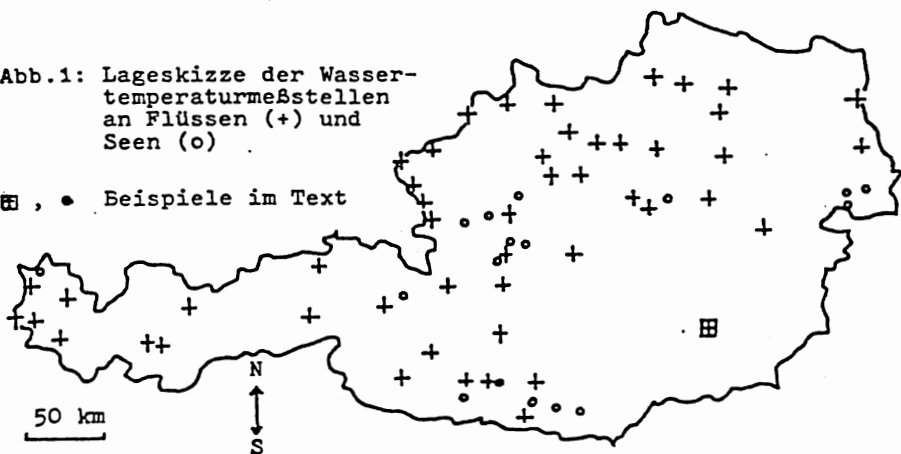 Abb.1: Lageskizze der Wasser-
temperaturmeßstellen
an Flüssen (+) und
Seen (o)
⊞ , • Beispiele im Text
N
S
50 km